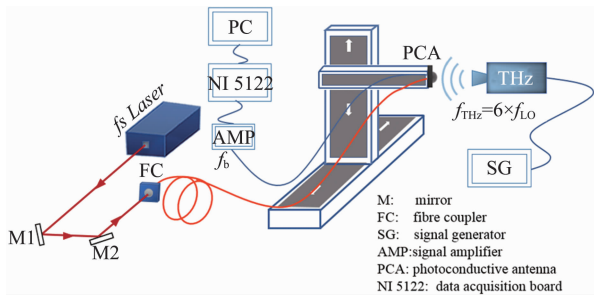 PC
NI 5122
AMP
f_b
fs Laser
FC
M1
M2
PCA
THz
f_THz=6×f_LO
SG
M: mirror
FC: fibre coupler
SG: signal generator
AMP:signal amplifier
PCA: photoconductive antenna
NI 5122: data acquisition board